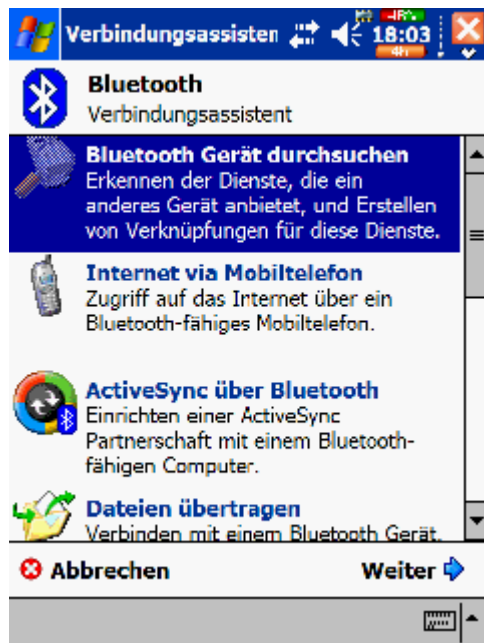 Verbindungsassisten 18:03
4h
Bluetooth
Verbindungsassistent
Bluetooth Gerät durchsuchen
Erkennen der Dienste, die ein
anderes Gerät anbietet, und Erstellen
von Verknüpfungen für diese Dienste.
Internet via Mobiltelefon
Zugriff auf das Internet über ein
Bluetooth-fähiges Mobiltelefon.
ActiveSync über Bluetooth
Einrichten einer ActiveSync
Partnerschaft mit einem Bluetooth-
fähigen Computer.
Dateien übertragen
Verbinden mit einem Bluetooth Gerät,
Abbrechen Weiter